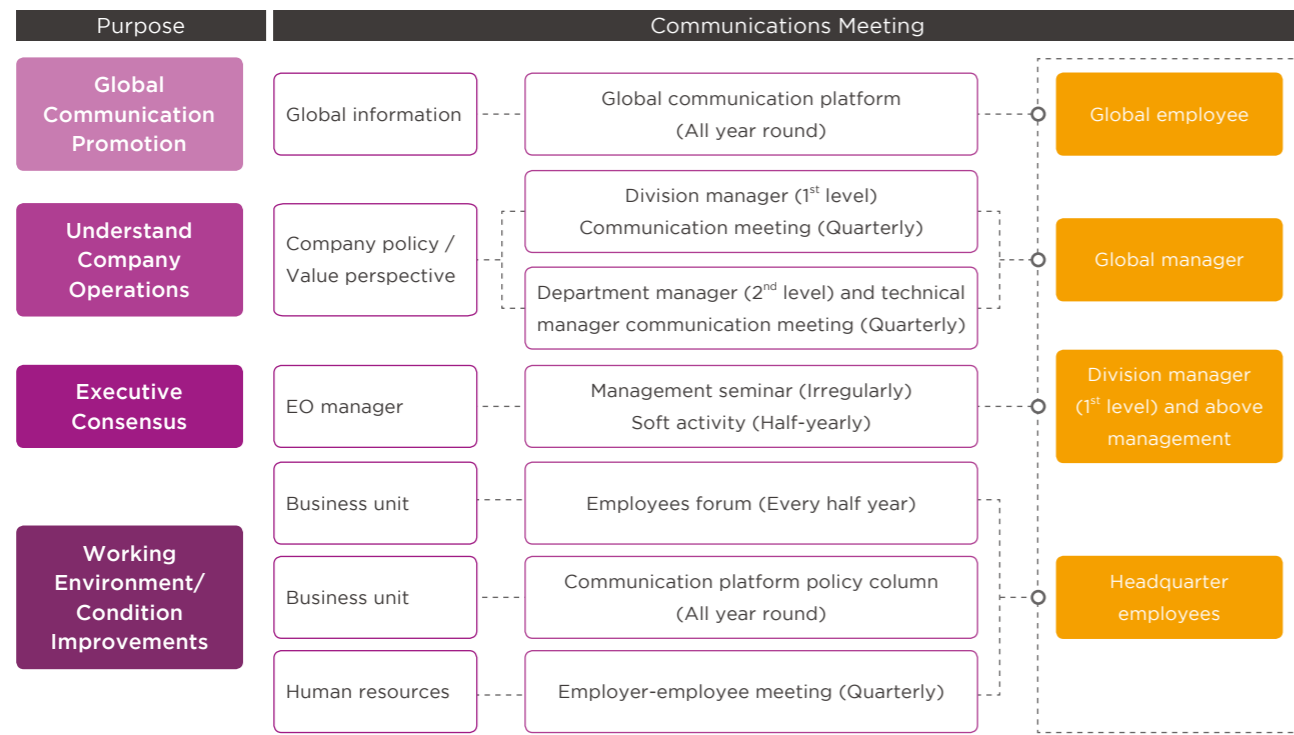 Purpose
Communications Meeting
Global
Communication
Promotion
Global information
Global communication platform
(All year round)
Global employee
Understand
Company
Operations
Company policy /
Value perspective
Division manager (1st level)
Communication meeting (Quarterly)
Department manager (2nd level) and technical
manager communication meeting (Quarterly)
Global manager
Executive
Consensus
EO manager
Management seminar (Irregularly)
Soft activity (Half-yearly)
Division manager
(1st level) and above
management
Working
Environment/
Condition
Improvements
Business unit
Employees forum (Every half year)
Business unit
Communication platform policy column
(All year round)
Human resources
Employer-employee meeting (Quarterly)
Headquarter
employees